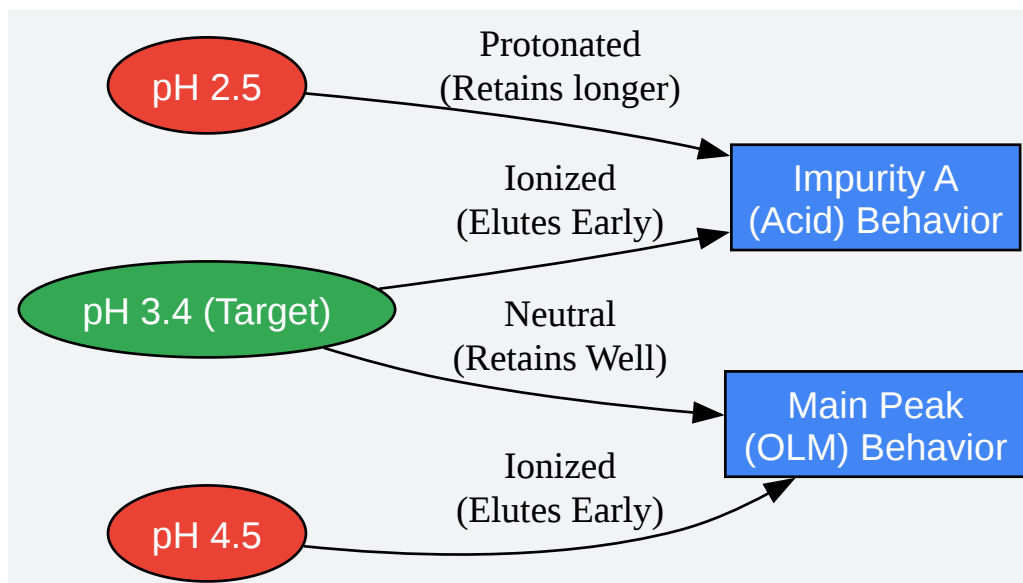 Protonated
(Retains longer)
pH 2.5
Impurity A
(Acid) Behavior
Ionized
(Elutes Early)
pH 3.4 (Target)
Neutral
(Retains Well)
Main Peak
(OLM) Behavior
Ionized
(Elutes Early)
pH 4.5